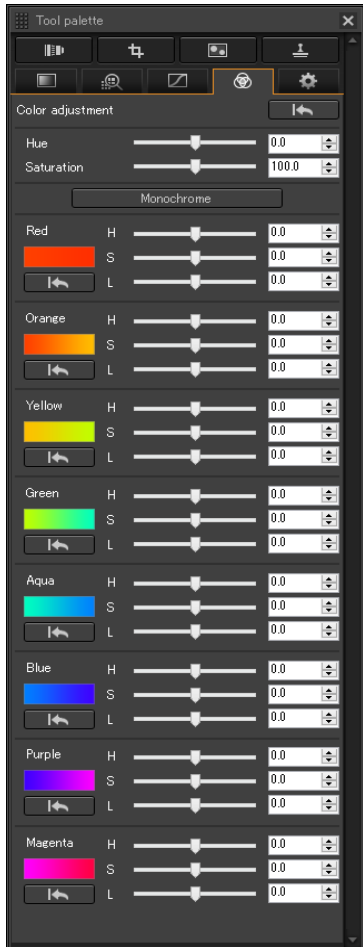 Tool palette
Color adjustment
Hue 0.0
Saturation 100.0
Monochrome
Red H 0.0
S 0.0
L 0.0
Orange H 0.0
S 0.0
L 0.0
Yellow H 0.0
S 0.0
L 0.0
Green H 0.0
S 0.0
L 0.0
Aqua H 0.0
S 0.0
L 0.0
Blue H 0.0
S 0.0
L 0.0
Purple H 0.0
S 0.0
L 0.0
Magenta H 0.0
S 0.0
L 0.0